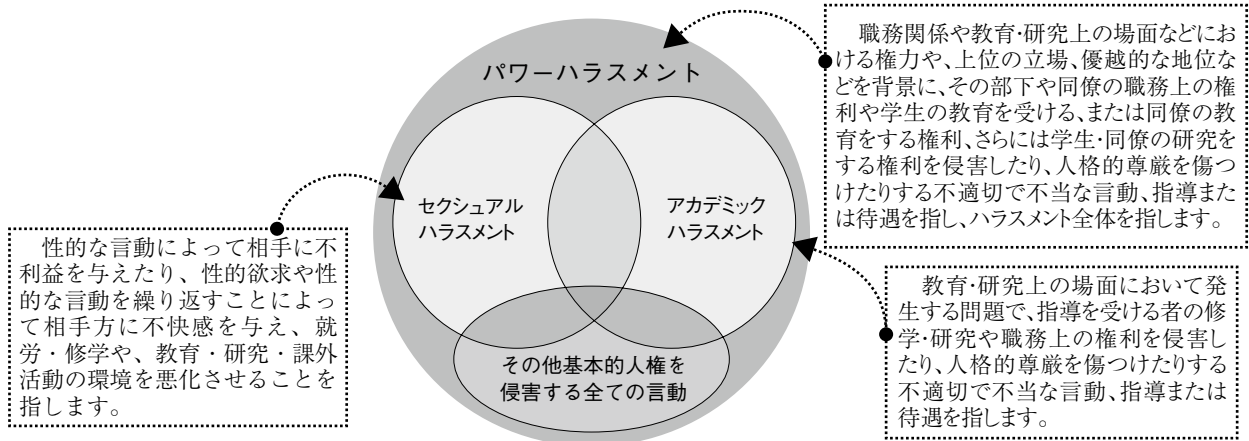 パワーハラスメント
セクシュアル
ハラスメント
アカデミック
ハラスメント
その他基本的人権を
侵害する全ての言動
職務関係や教育・研究上の場面などにお
ける権力や、上位の立場、優越的な地位な
どを背景に、その部下や同僚の職務上の権
利や学生の教育を受ける、または同僚の教
育をする権利、さらには学生・同僚の研究を
する権利を侵害したり、人格的尊厳を傷つ
けたりする不適切で不当な言動、指導また
は待遇を指し、ハラスメント全体を指します。
性的な言動によって相手に不
利益を与えたり、性的欲求や性
的な言動を繰り返すことによっ
て相手方に不快感を与え、就
労・修学や、教育・研究・課外
活動の環境を悪化させることを
指します。
教育・研究上の場面において発
生する問題で、指導を受ける者の修
学・研究や職務上の権利を侵害し
たり、人格的尊厳を傷つけたりする
不適切で不当な言動、指導または
待遇を指します。